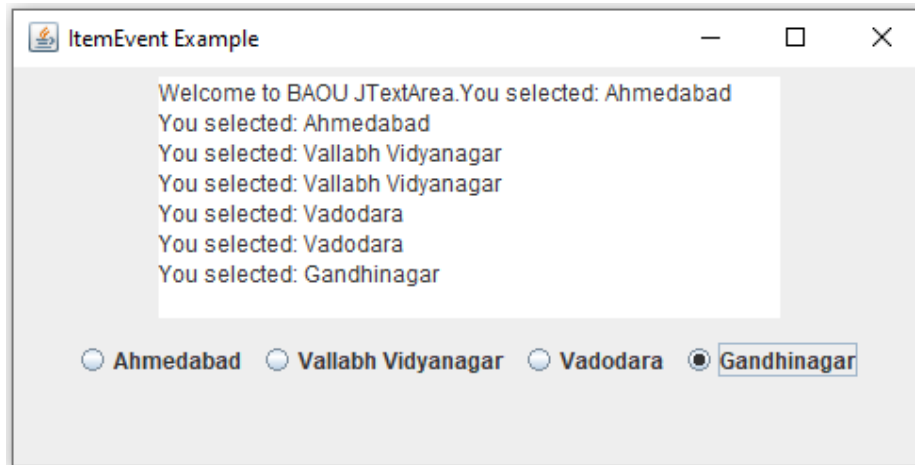 ItemEvent Example
Welcome to BAOU JTextArea.You selected: Ahmedabad
You selected: Ahmedabad
You selected: Vallabh Vidyanagar
You selected: Vallabh Vidyanagar
You selected: Vadodara
You selected: Vadodara
You selected: Gandhinagar
Ahmedabad Vallabh Vidyanagar Vadodara Gandhinagar